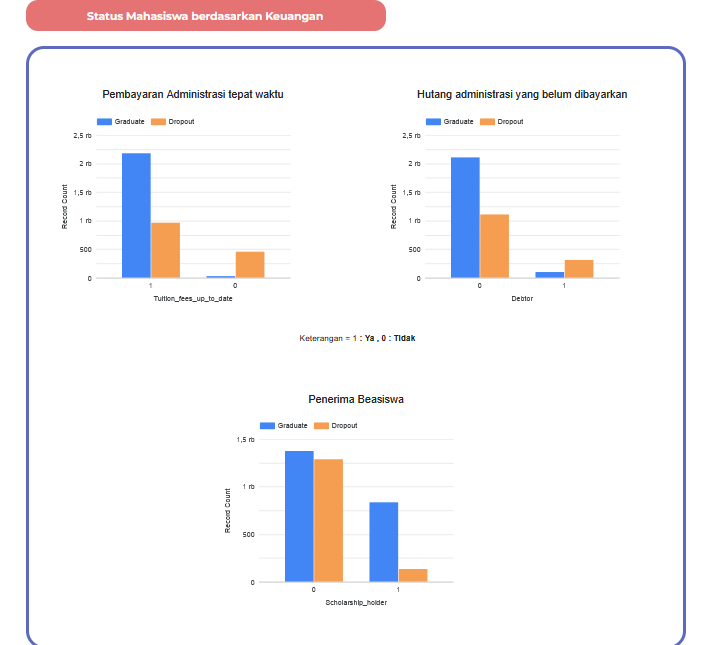 Status Mahasiswa berdasarkan Keuangan
Pembayaran Administrasi tepat waktu
Graduate Dropout
2,5 rb
2 rb
1,5 rb
1 rb
500
0
Record Count
1 0
Tuition_fees_up_to_date
Hutang administrasi yang belum dibayarkan
Graduate Dropout
2,5 rb
2 rb
1,5 rb
1 rb
500
0
Record Count
0 1
Debtor
Keterangan = 1 : Ya , 0 : Tidak
Penerima Beasiswa
Graduate Dropout
1,5 rb
1 rb
500
0
Record Count
0 1
Scholarship_holder